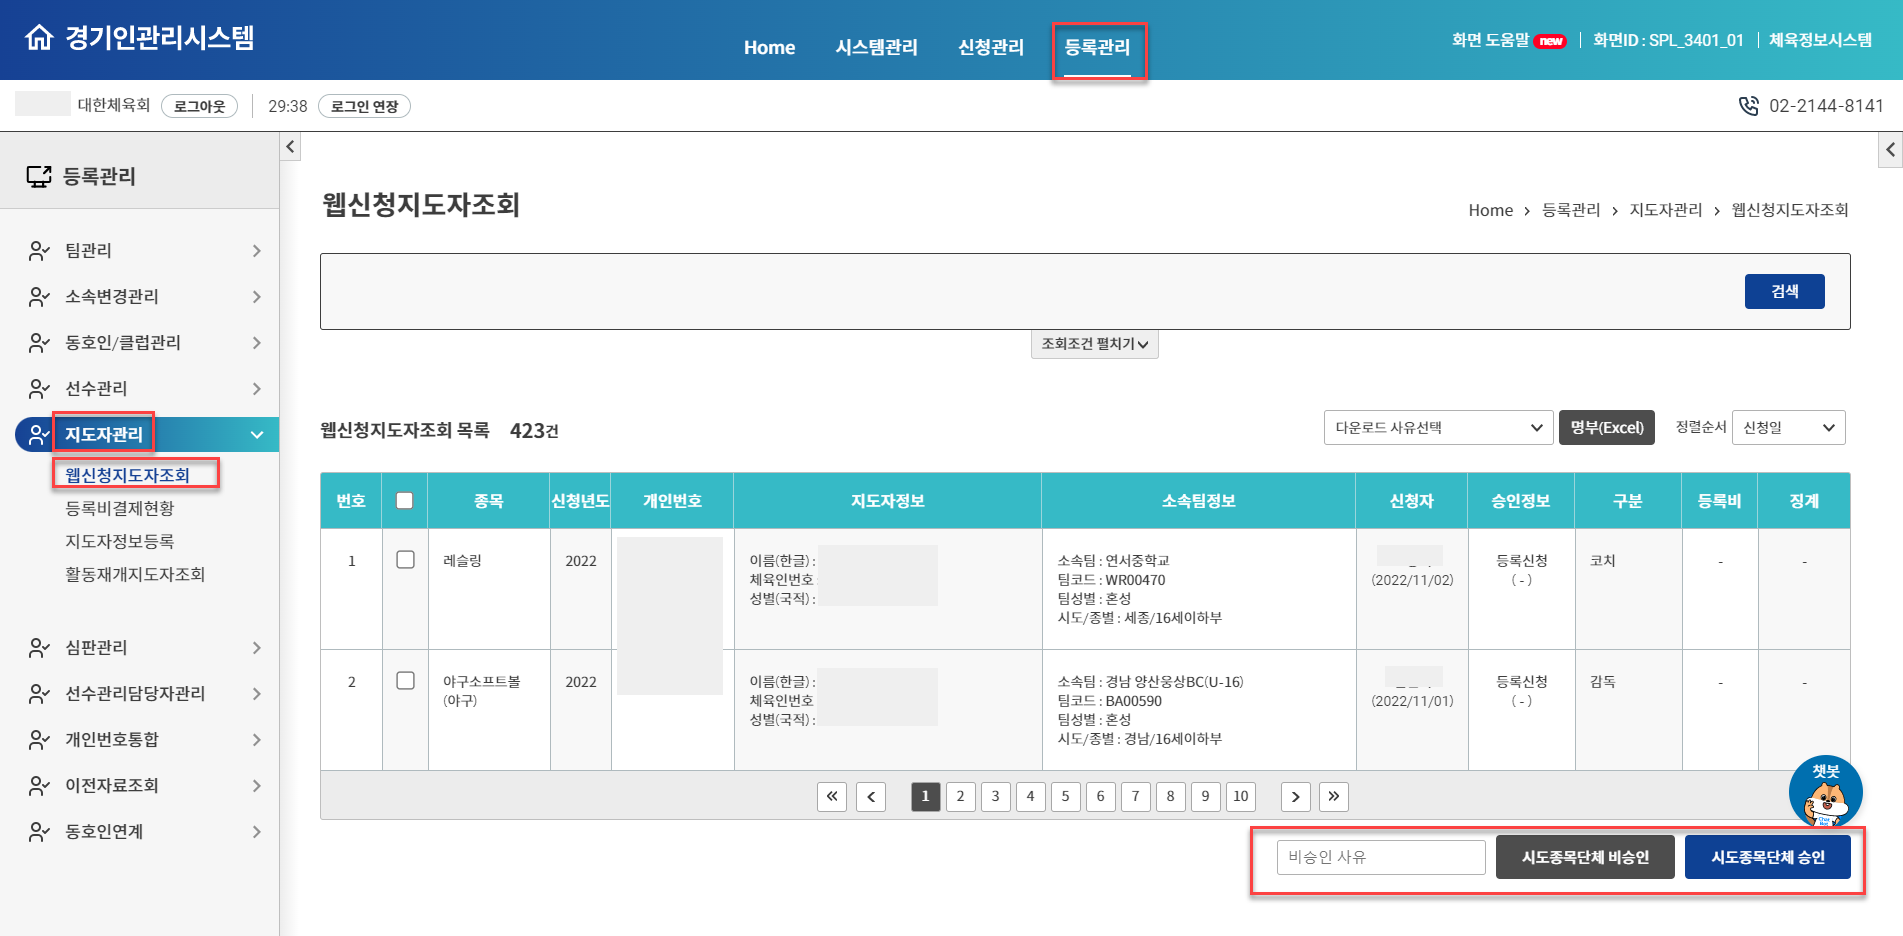 경기인관리시스템
Home 시스템관리 신청관리 등록관리
화면 도움말 new 화면ID : SPL_3401_01 체육정보시스템
대한체육회 로그아웃 29:38 로그인 연장
02-2144-8141
등록관리
팀관리
소속변경관리
동호인/클럽관리
선수관리
지도자관리
웹신청지도자조회
등록비결제현황
지도자정보등록
활동재개지도자조회
심판관리
선수관리담당자관리
개인번호통합
이전자료조회
동호인연계
웹신청지도자조회
Home > 등록관리 > 지도자관리 > 웹신청지도자조회
검색
조회조건 펼치기
웹신청지도자조회 목록 423건
다운로드 사유선택 명부(Excel) 정렬순서 신청일
번호 종목 신청년도 개인번호 지도자정보 소속팀정보 신청자 승인정보 구분 등록비 징계
1 레슬링 2022 이름(한글) : 소속팀 : 연서중학교 등록신청 코치 - -
체육인번호 팀코드 : WR00470 (2022/11/02) ( - )
성별(국적) : 팀성별 : 혼성
시도/종별 : 세종/16세이하부
2 야구소프트볼 2022 이름(한글) : 소속팀 : 경남 양산웅상BC(U-16) 등록신청 감독 - -
(야구) 체육인번호 팀코드 : BA00590 (2022/11/01) ( - )
성별(국적) : 팀성별 : 혼성
시도/종별 : 경남/16세이하부
« < 1 2 3 4 5 6 7 8 9 10 > »
챗봇
비승인 사유 시도종목단체 비승인 시도종목단체 승인